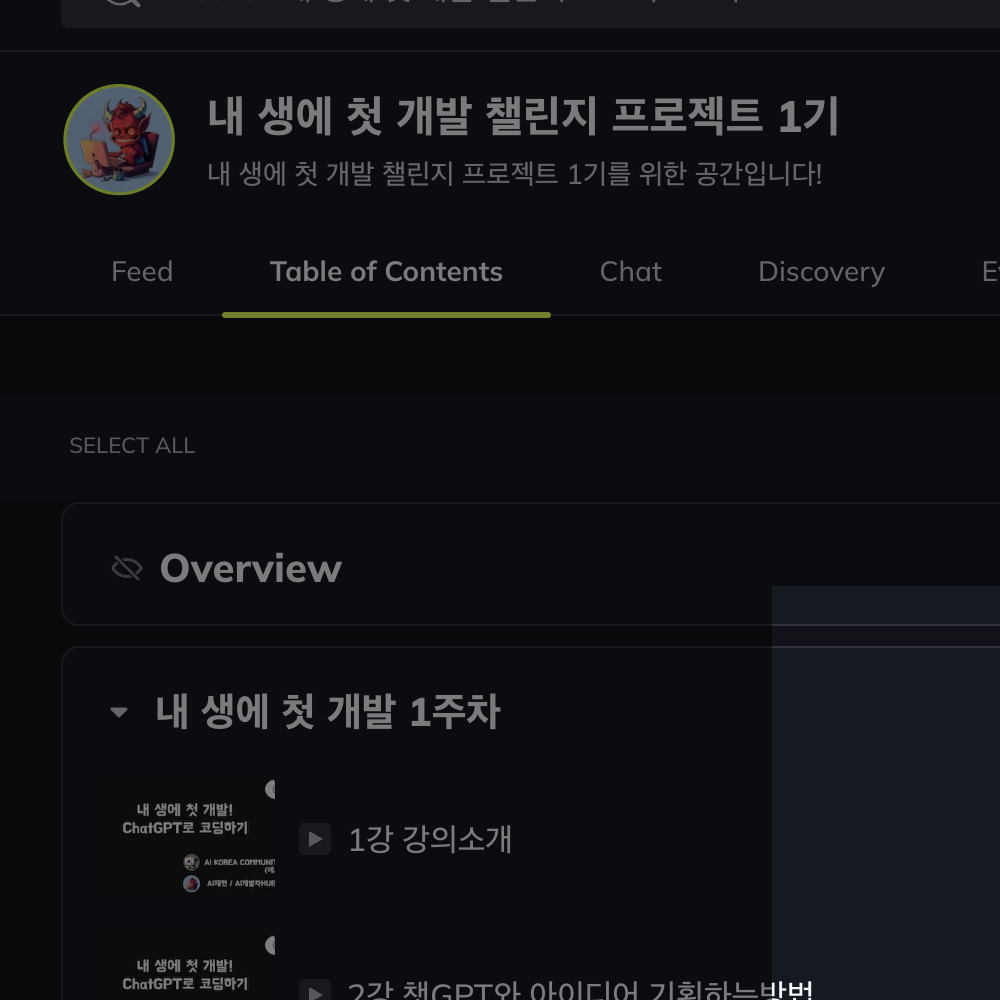 내 생에 첫 개발 챌린지 프로젝트 1기
내 생에 첫 개발 챌린지 프로젝트 1기를 위한 공간입니다!
Feed
Table of Contents
Chat
Discovery
SELECT ALL
Overview
내 생에 첫 개발 1주차
내 생에 첫 개발!
ChatGPT로 코딩하기
AI KOREA COMMUNIT
AI재현 / AI개발자HUB
1강 강의소개
내 생에 첫 개발!
ChatGPT로 코딩하기
2강 챗GPT와 아이디어 기획하는방법